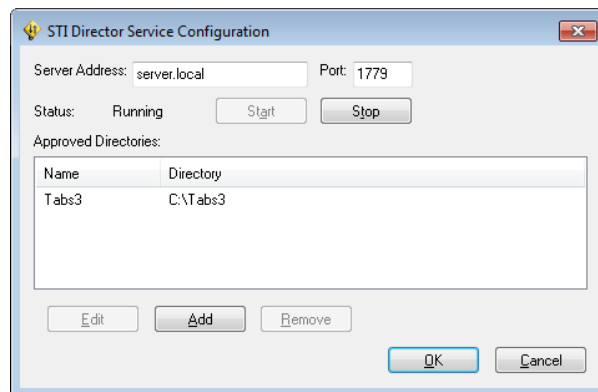 STI Director Service Configuration
Server Address: server.local Port: 1779
Status: Running Start Stop
Approved Directories:
Name Directory
Tabs3 C:\Tabs3
Edit Add Remove
OK Cancel